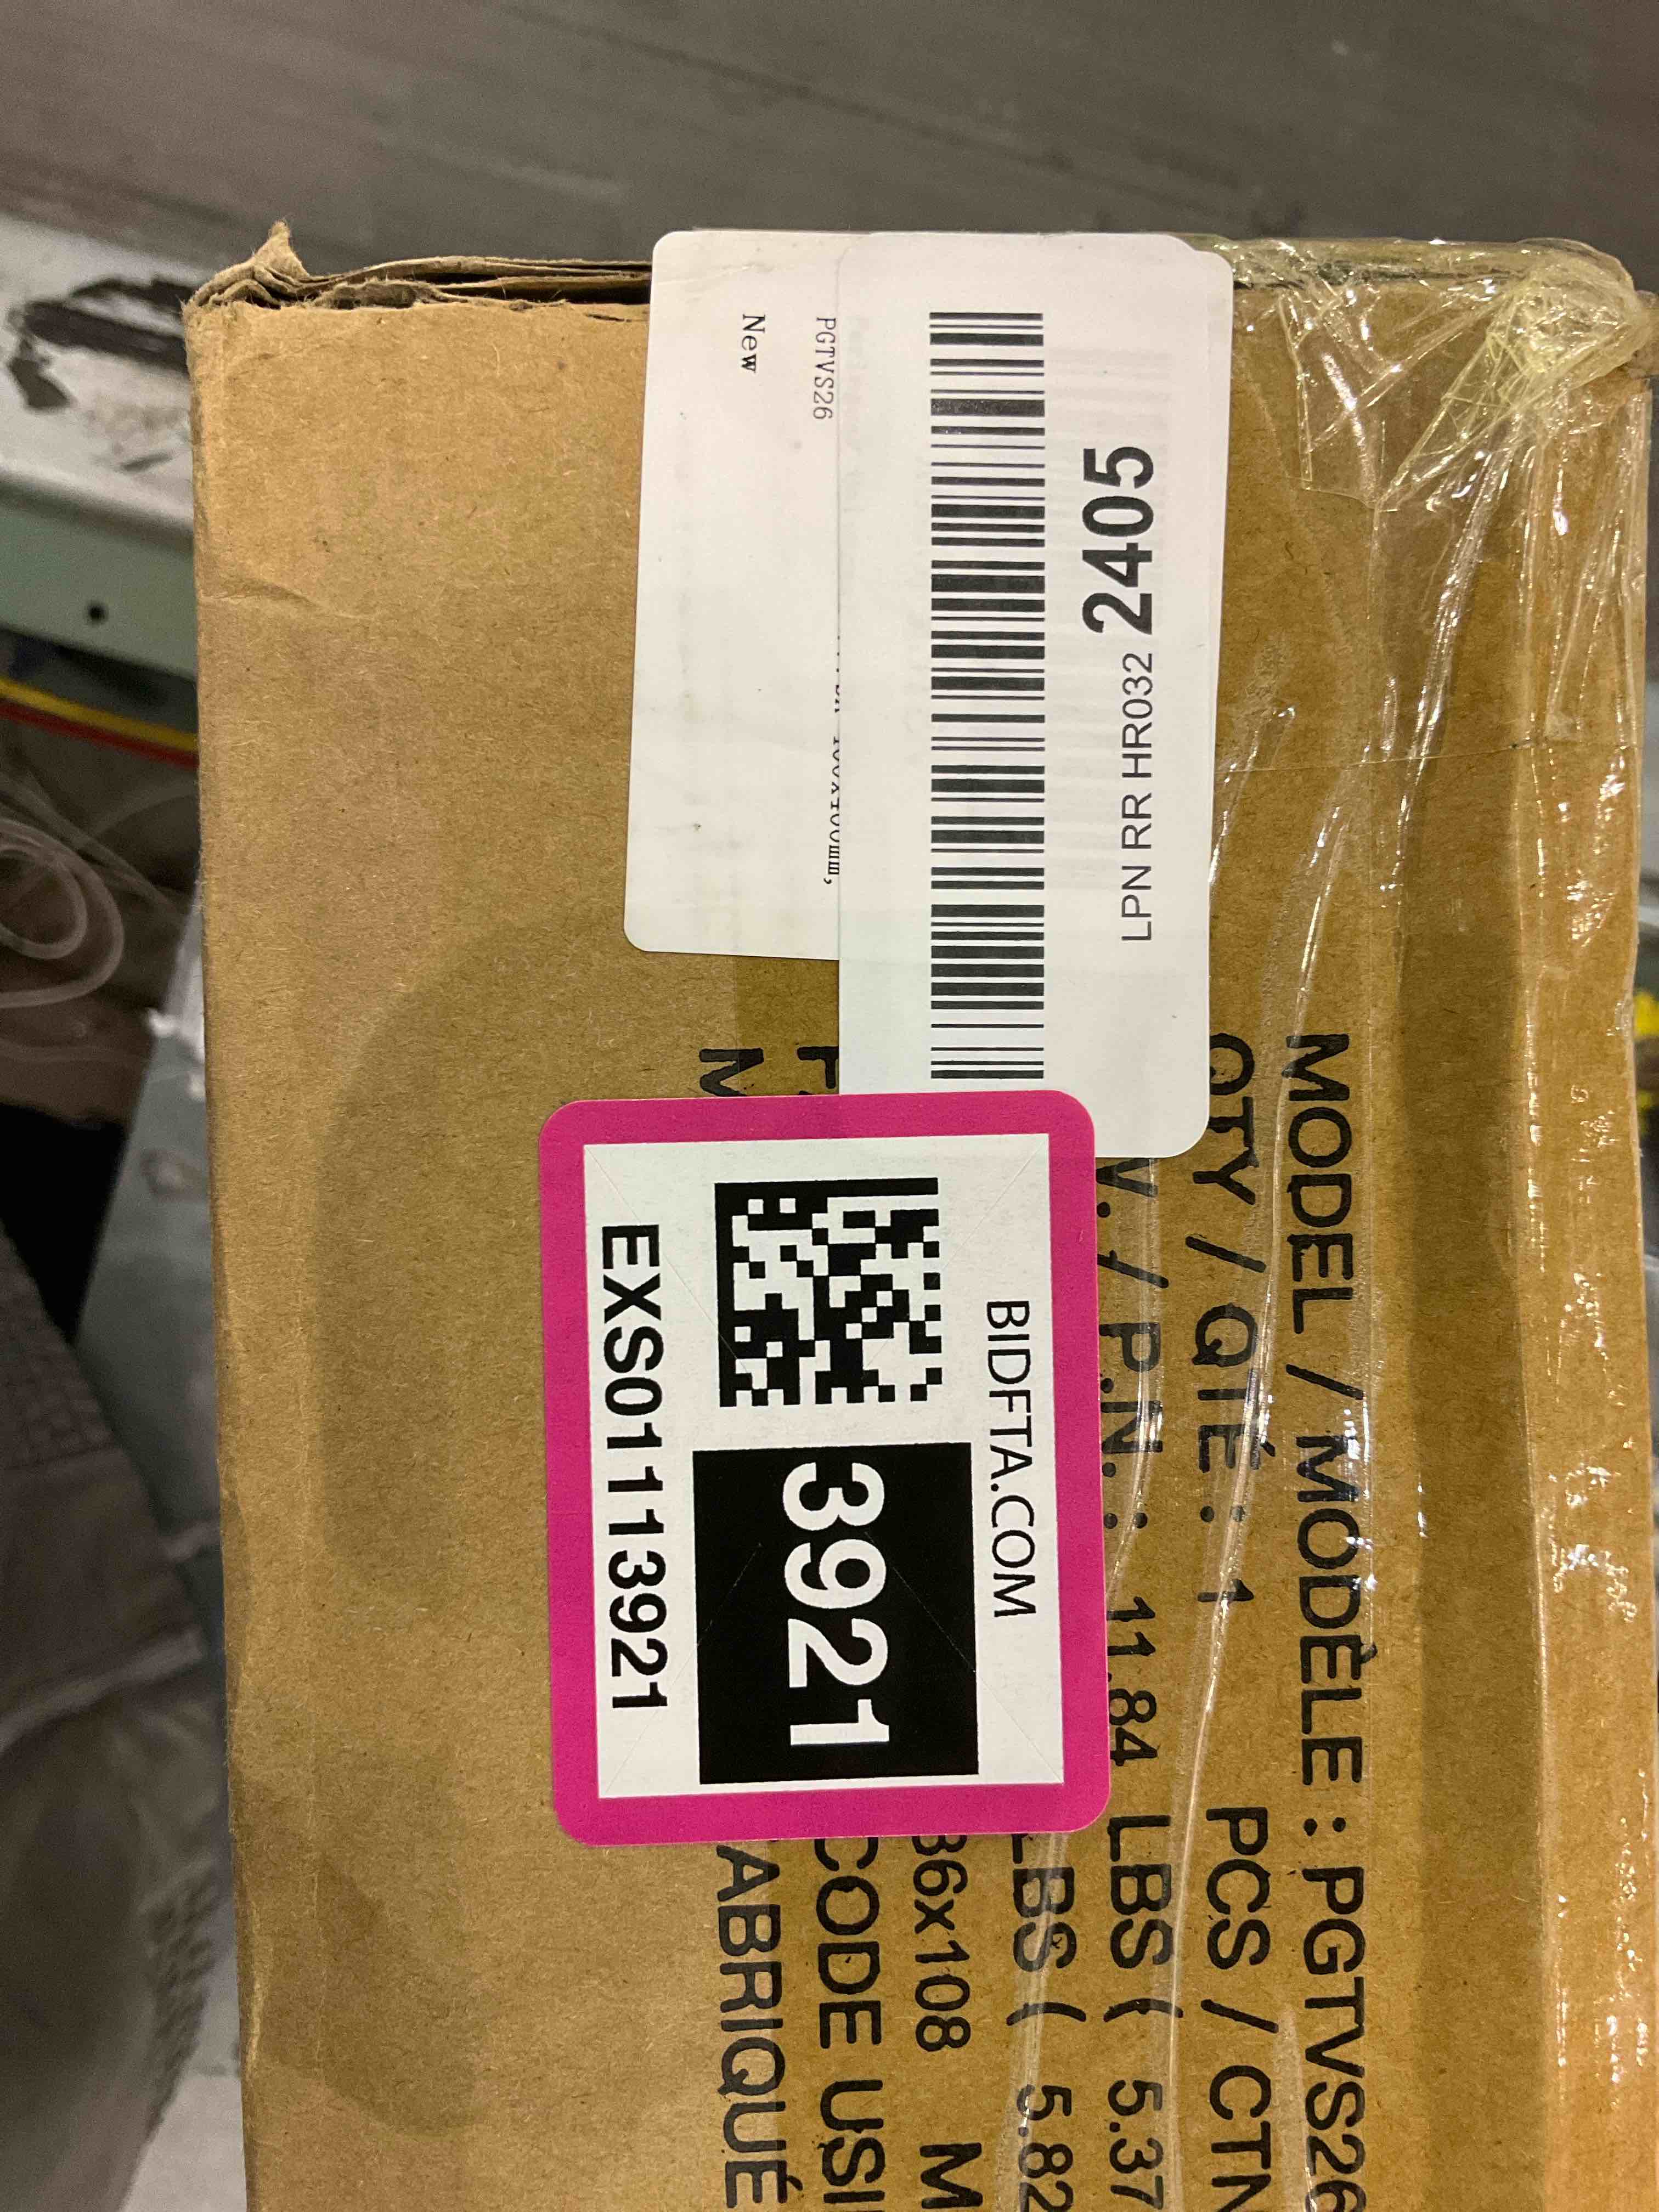 PGTVS26
New
LPN RR HR032 2405
BIDFTA.COM
3921
EXS01113921
MODEL / MODÈLE : PGTVS26
QTY / QTÉ : 1 PCS / CTN
/ P.N. : 11.84 LBS ( 5.37
LBS ( 5.82
36x108 M
CODE USI
ABRIQUÉ